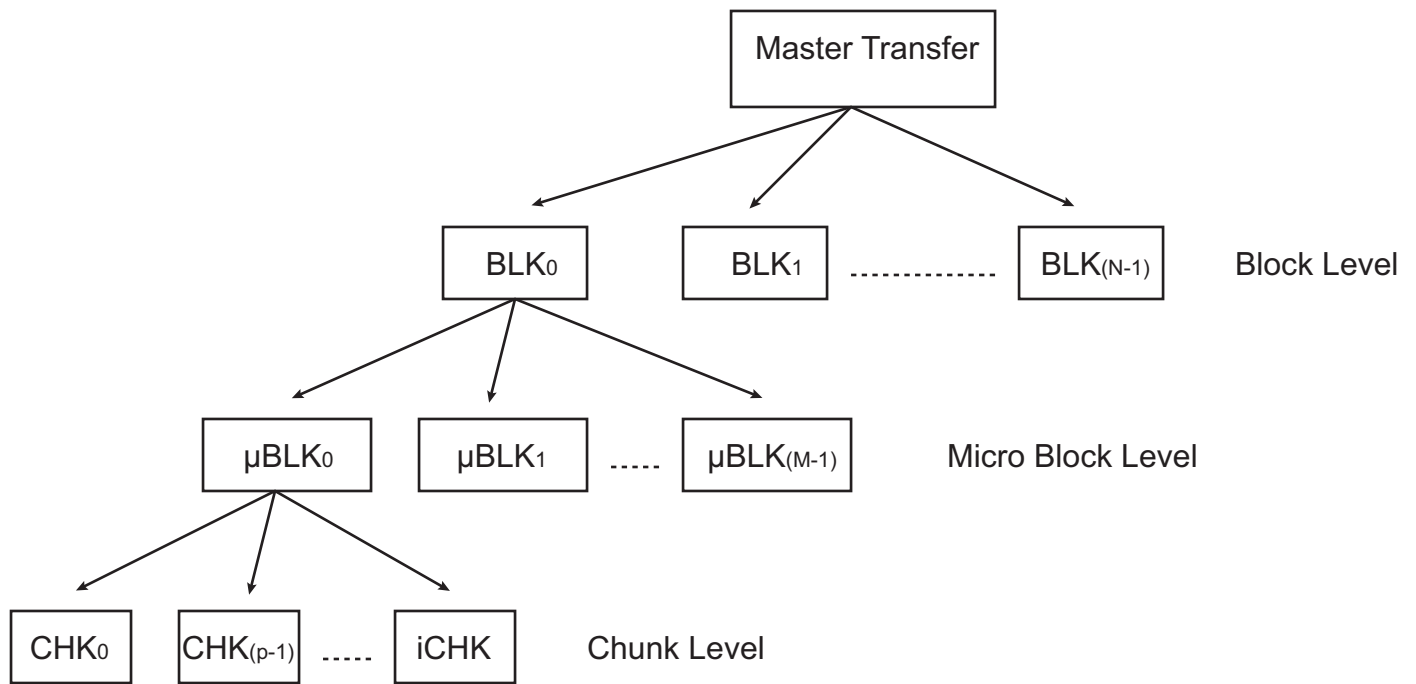 Master Transfer
BLK0 BLK1 BLK(N-1) Block Level
µBLK0 µBLK1 µBLK(M-1) Micro Block Level
CHK0 CHK(p-1) iCHK Chunk Level